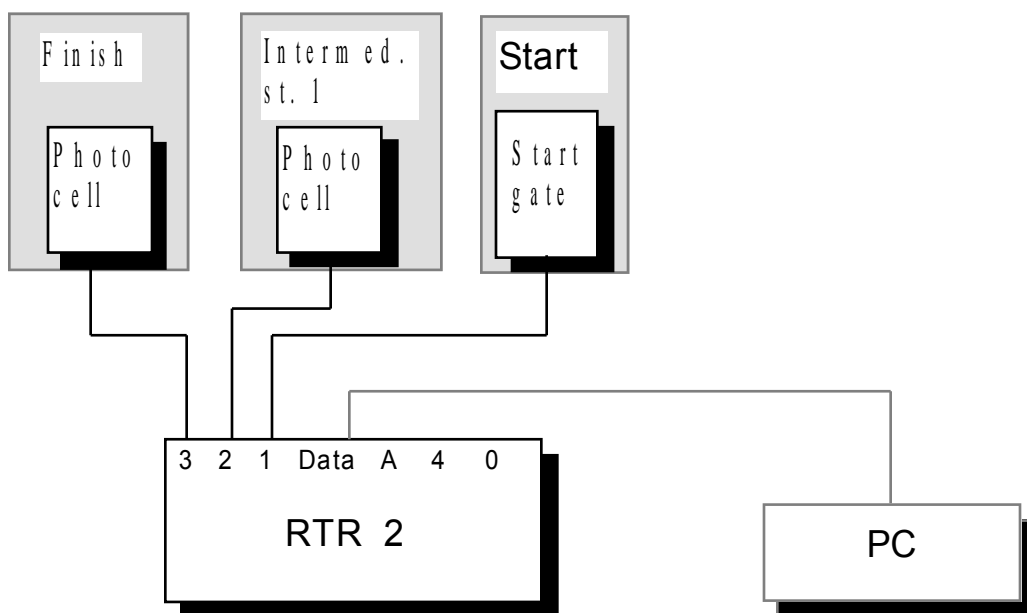 Finish
Photo
cell
Intermed.
st. 1
Photo
cell
Start
Start
gate
3 2 1 Data A 4 0
RTR 2
PC